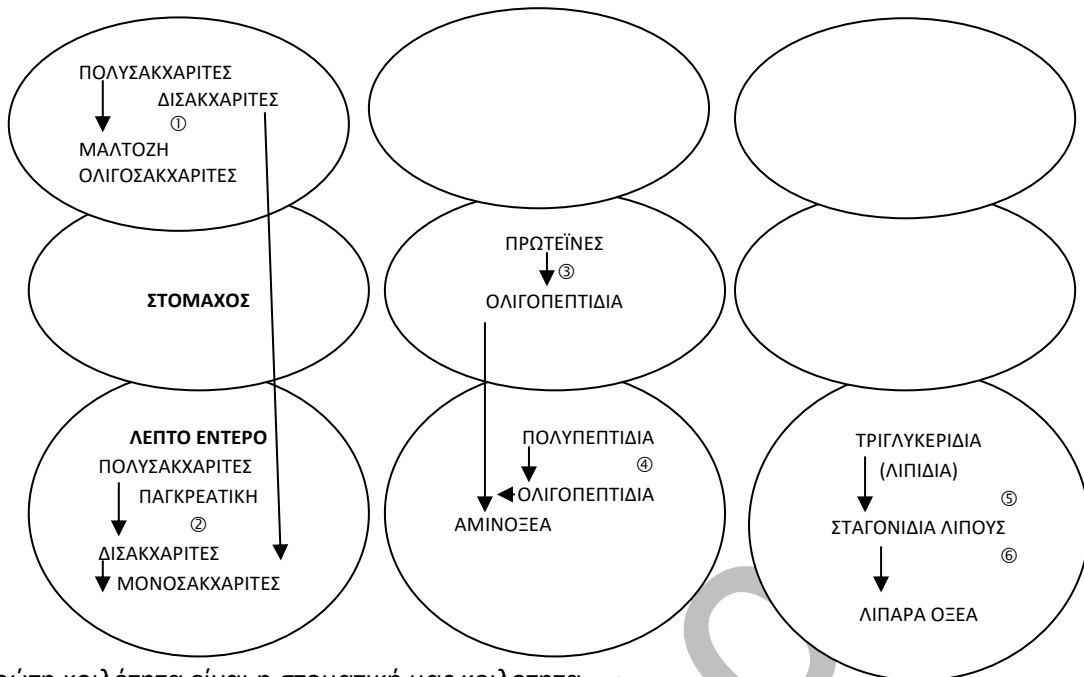 ΠΟΛΥΣΑΚΧΑΡΙΤΕΣ
ΔΙΣΑΚΧΑΡΙΤΕΣ
①
ΜΑΛΤΟΖΗ
ΟΛΙΓΟΣΑΚΧΑΡΙΤΕΣ
ΣΤΟΜΑΧΟΣ
ΛΕΠΤΟ ΕΝΤΕΡΟ
ΠΟΛΥΣΑΚΧΑΡΙΤΕΣ
ΠΑΓΚΡΕΑΤΙΚΗ
②
ΔΙΣΑΚΧΑΡΙΤΕΣ
ΜΟΝΟΣΑΚΧΑΡΙΤΕΣ
ΠΡΩΤΕΪΝΕΣ
③
ΟΛΙΓΟΠΕΠΤΙΔΙΑ
ΠΟΛΥΠΕΠΤΙΔΙΑ
④
ΟΛΙΓΟΠΕΠΤΙΔΙΑ
ΑΜΙΝΟΞΕΑ
ΤΡΙΓΛΥΚΕΡΙΔΙΑ
(ΛΙΠΙΔΙΑ)
⑤
ΣΤΑΓΟΝΙΔΙΑ ΛΙΠΟΥΣ
⑥
ΛΙΠΑΡΑ ΟΞΕΑ